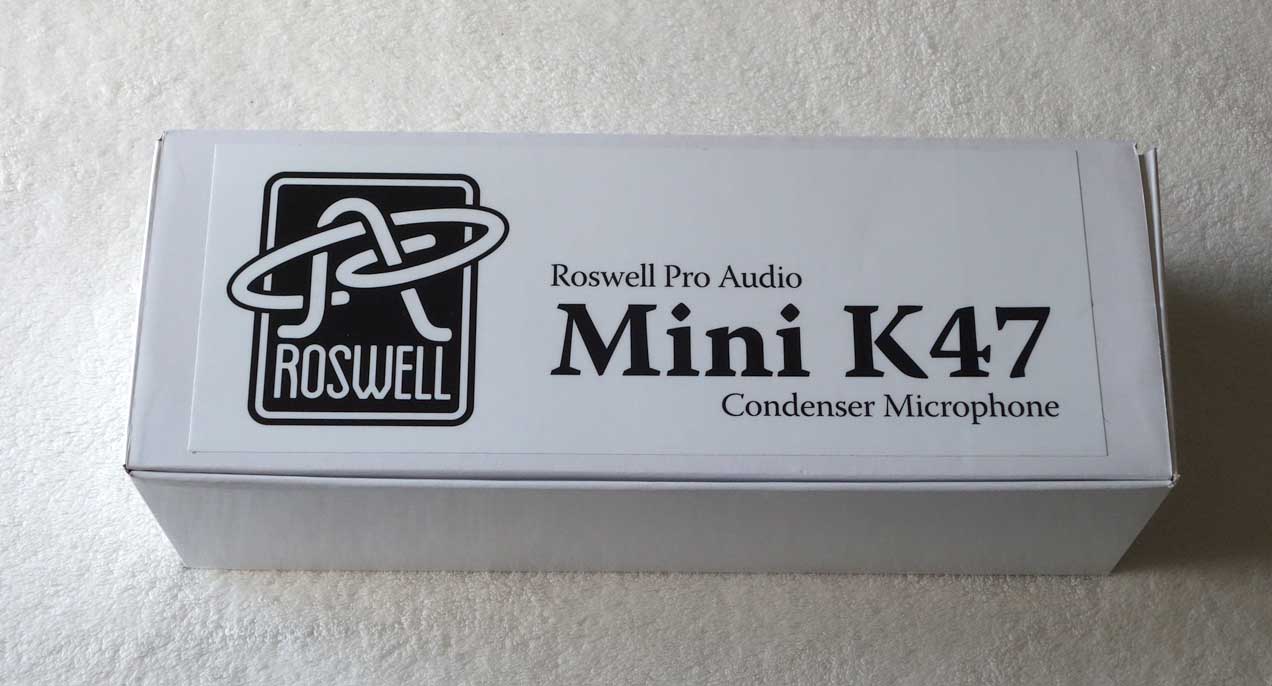 ROSWELL
Roswell Pro Audio
Mini K47
Condenser Microphone